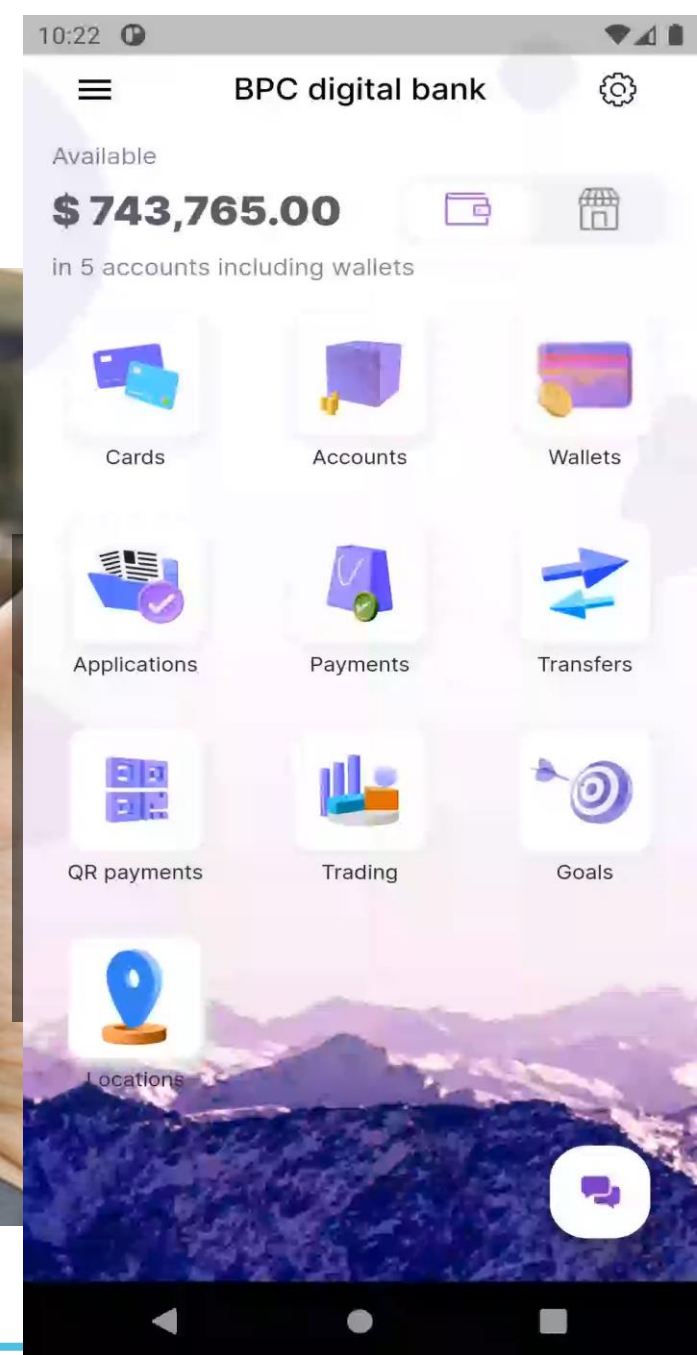 10:22
BPC digital bank
Available
$ 743,765.00
in 5 accounts including wallets
Cards Accounts Wallets
Applications Payments Transfers
QR payments Trading Goals
Locations